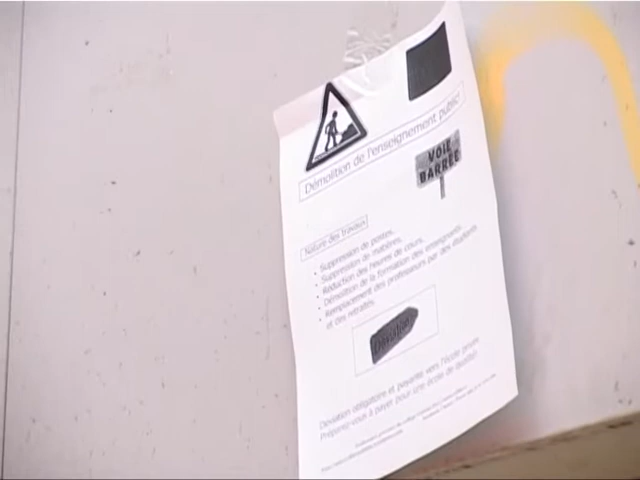 Démolition de l'enseignement public
VOIE
BARRÉE
Nature des travaux
• Suppression de postes,
• Suppression de matières,
• Réduction des heures de cours,
• Démolition de la formation des enseignants
• Remplacement des professeurs par des étudiants
et des retraités.
Déviation
Déviation obligatoire et payante vers l'école privée
Préparez-vous à payer pour une école de qualité!